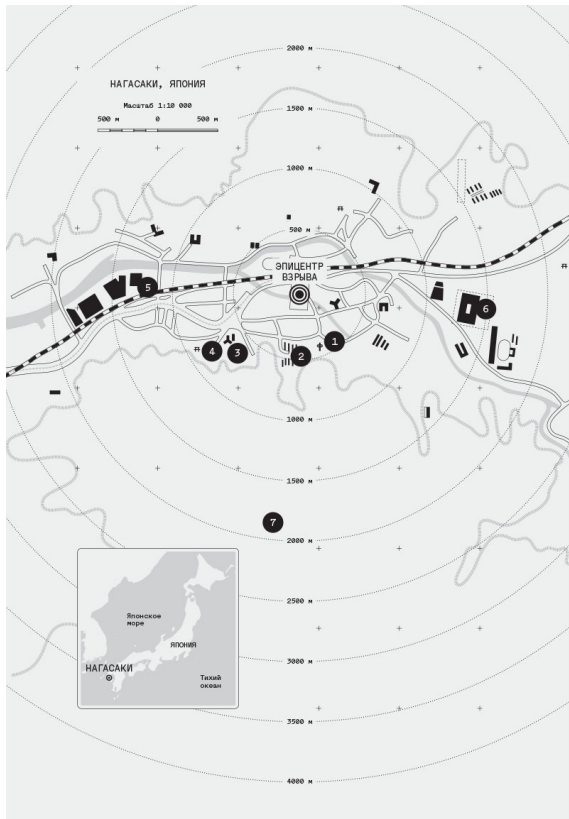 2000 м
НАГАСАКИ, ЯПОНИЯ
Масштаб 1:10 000
500 м 0 500 м
1500 м
1000 м
500 м
ЭПИЦЕНТР
ВЗРЫВА
5
6
4
3
2
1
1000 м
1500 м
7
2000 м
2500 м
3000 м
3500 м
4000 м
Японское
море
ЯПОНИЯ
НАГАСАКИ
Тихий
океан